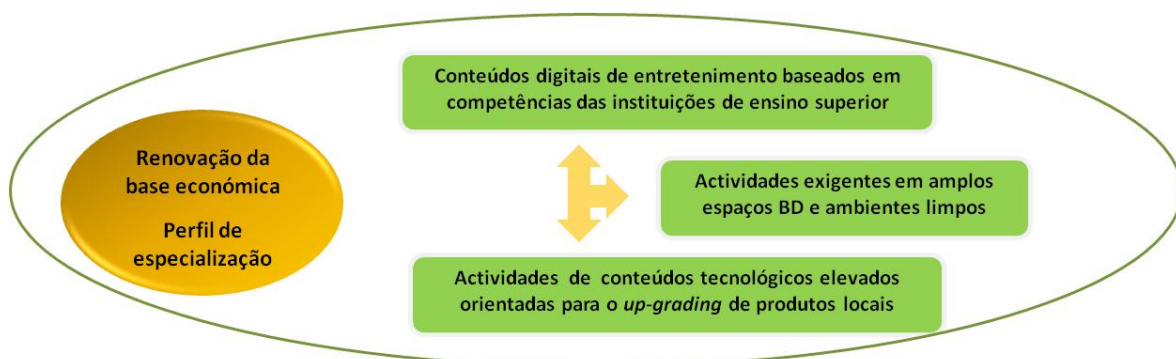 Conteúdos digitais de entretenimento baseados em
competências das instituições de ensino superior
Renovação da
base económica
Perfil de
especialização
Actividades exigentes em amplos
espaços BD e ambientes limpos
Actividades de conteúdos tecnológicos elevados
orientadas para o up-grading de produtos locais